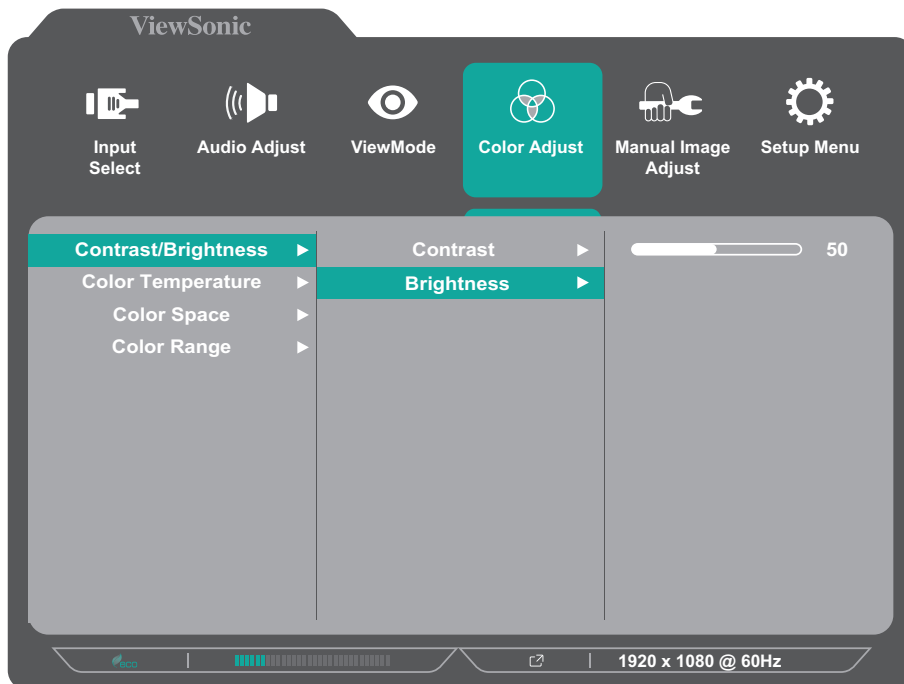 ViewSonic
Input Select
Audio Adjust
ViewMode
Color Adjust
Manual Image Adjust
Setup Menu
Contrast/Brightness
Color Temperature
Color Space
Color Range
Contrast
Brightness
50
eco
1920 x 1080 @ 60Hz